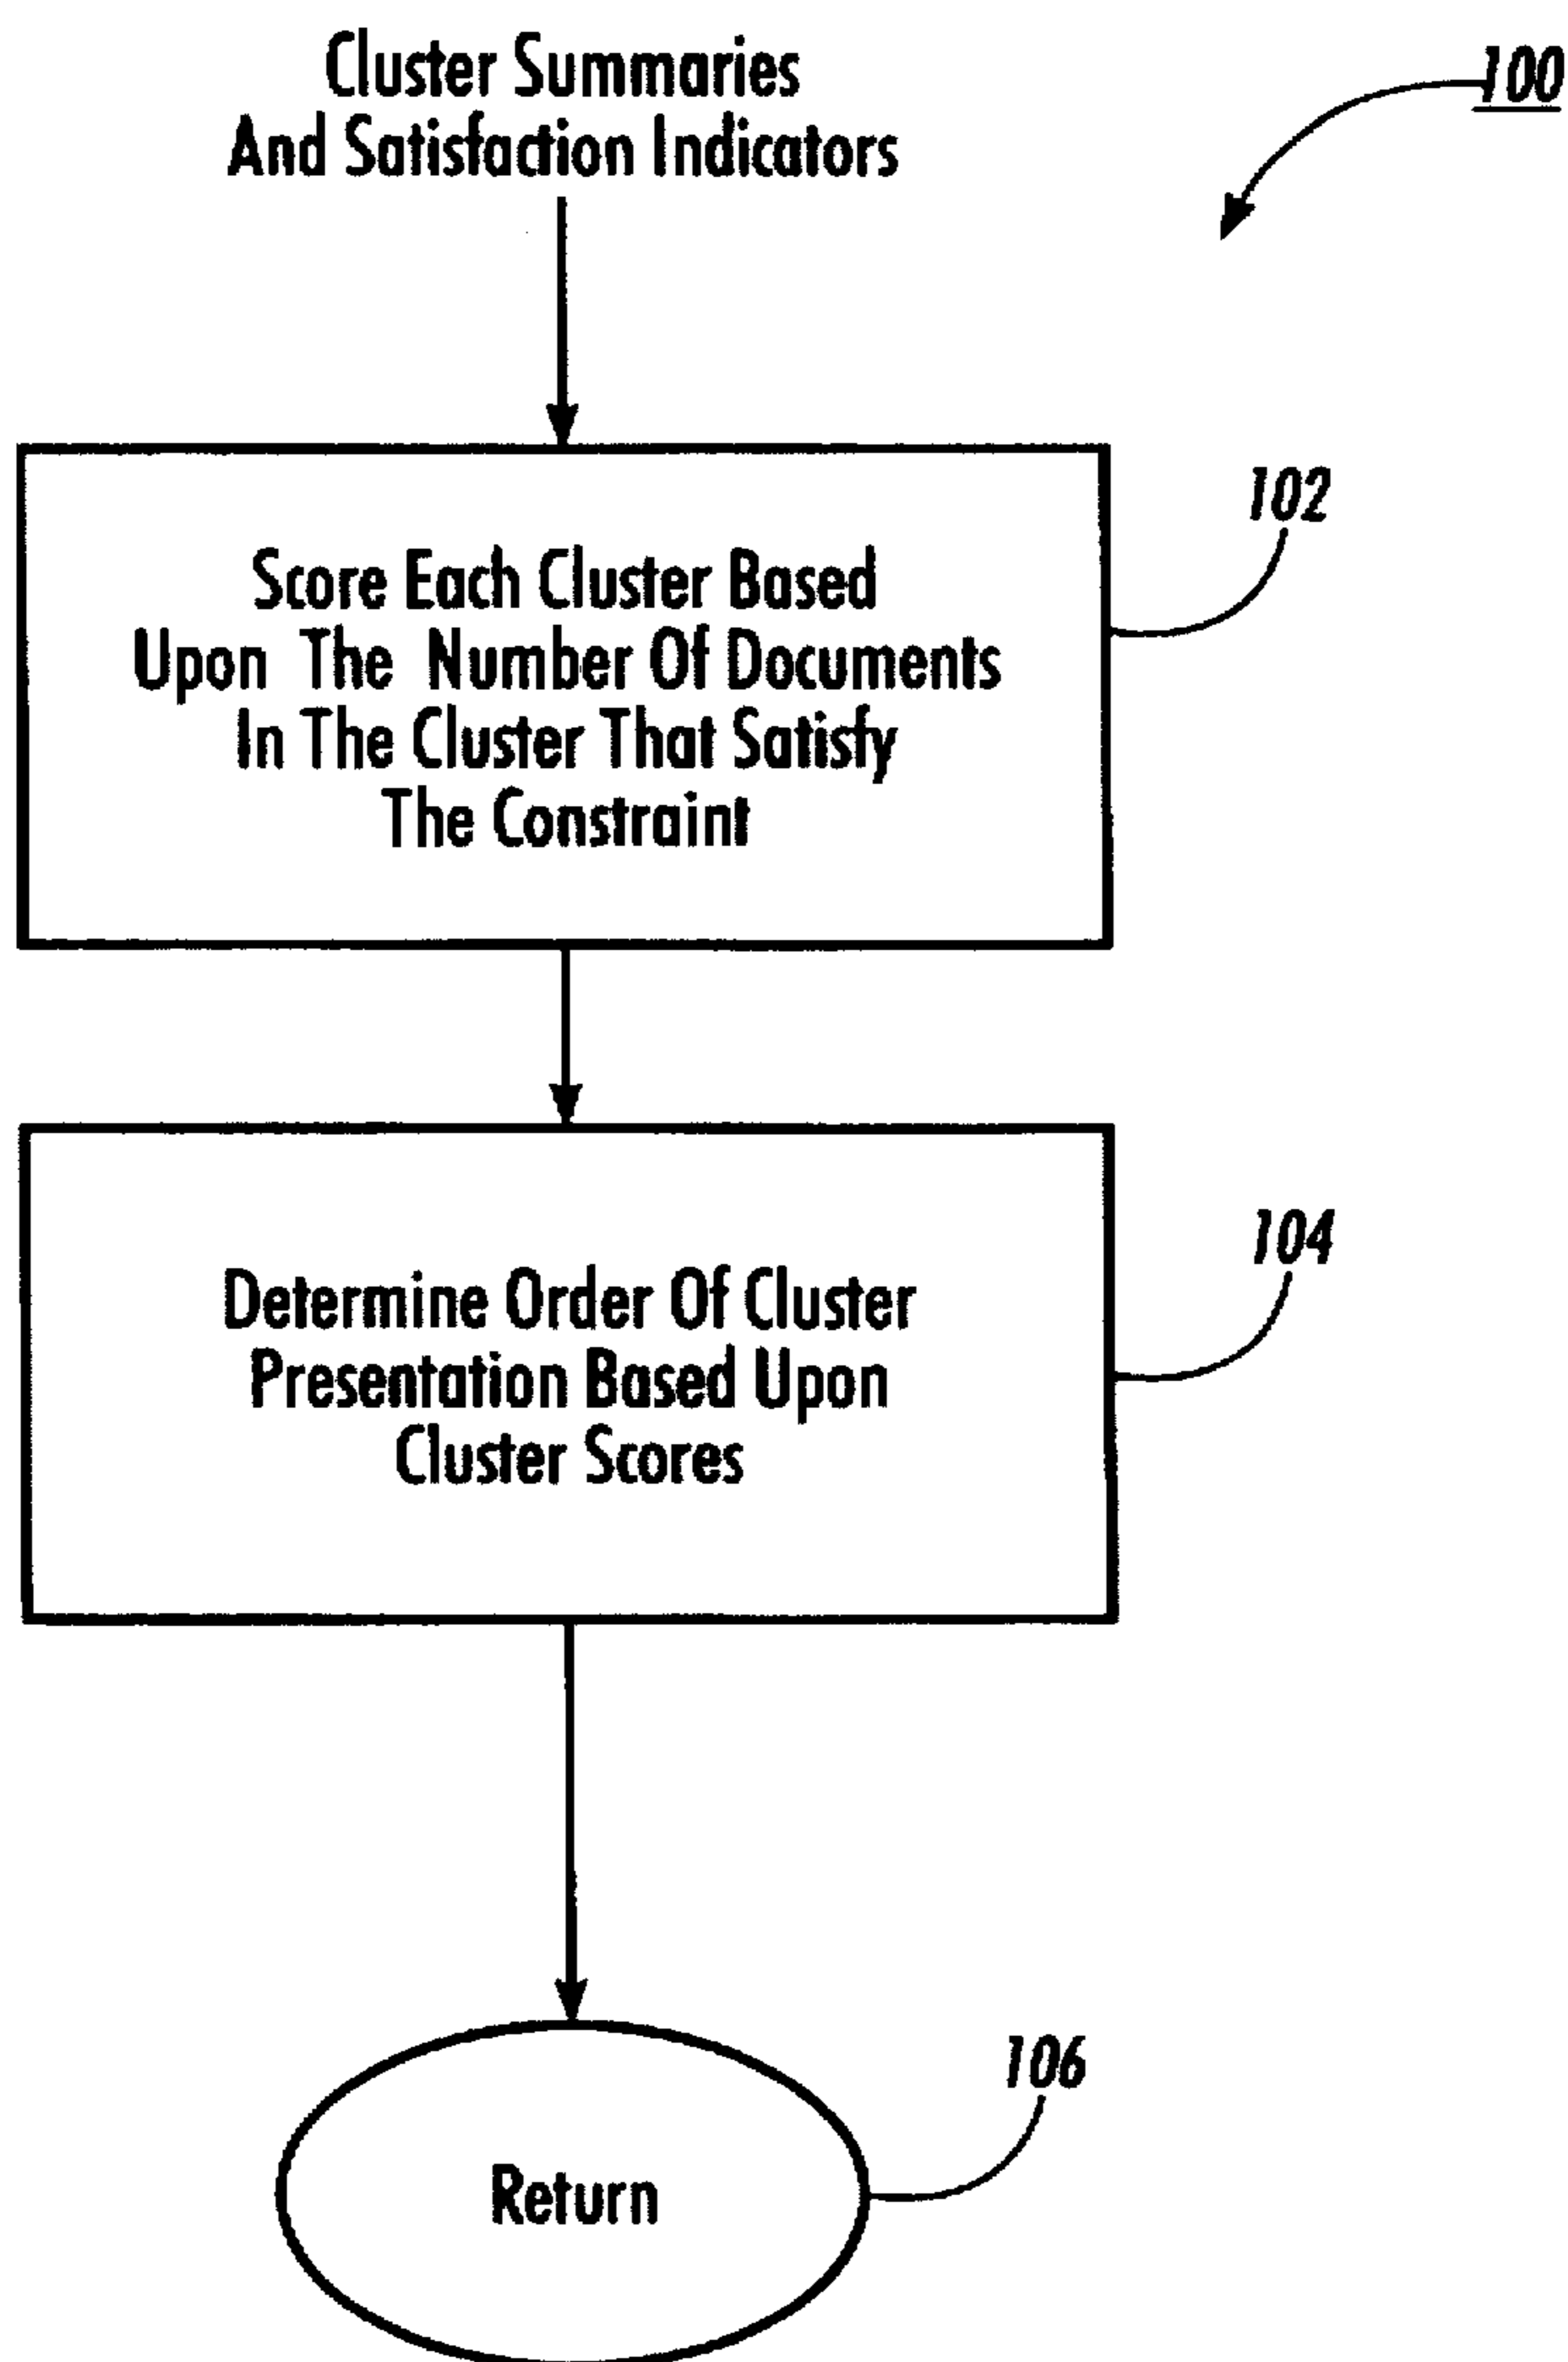 Cluster Summaries
And Satisfaction Indicators
100
102
Score Each Cluster Based
Upon The Number Of Documents
In The Cluster That Satisfy
The Constraint
104
Determine Order Of Cluster
Presentation Based Upon
Cluster Scores
106
Return